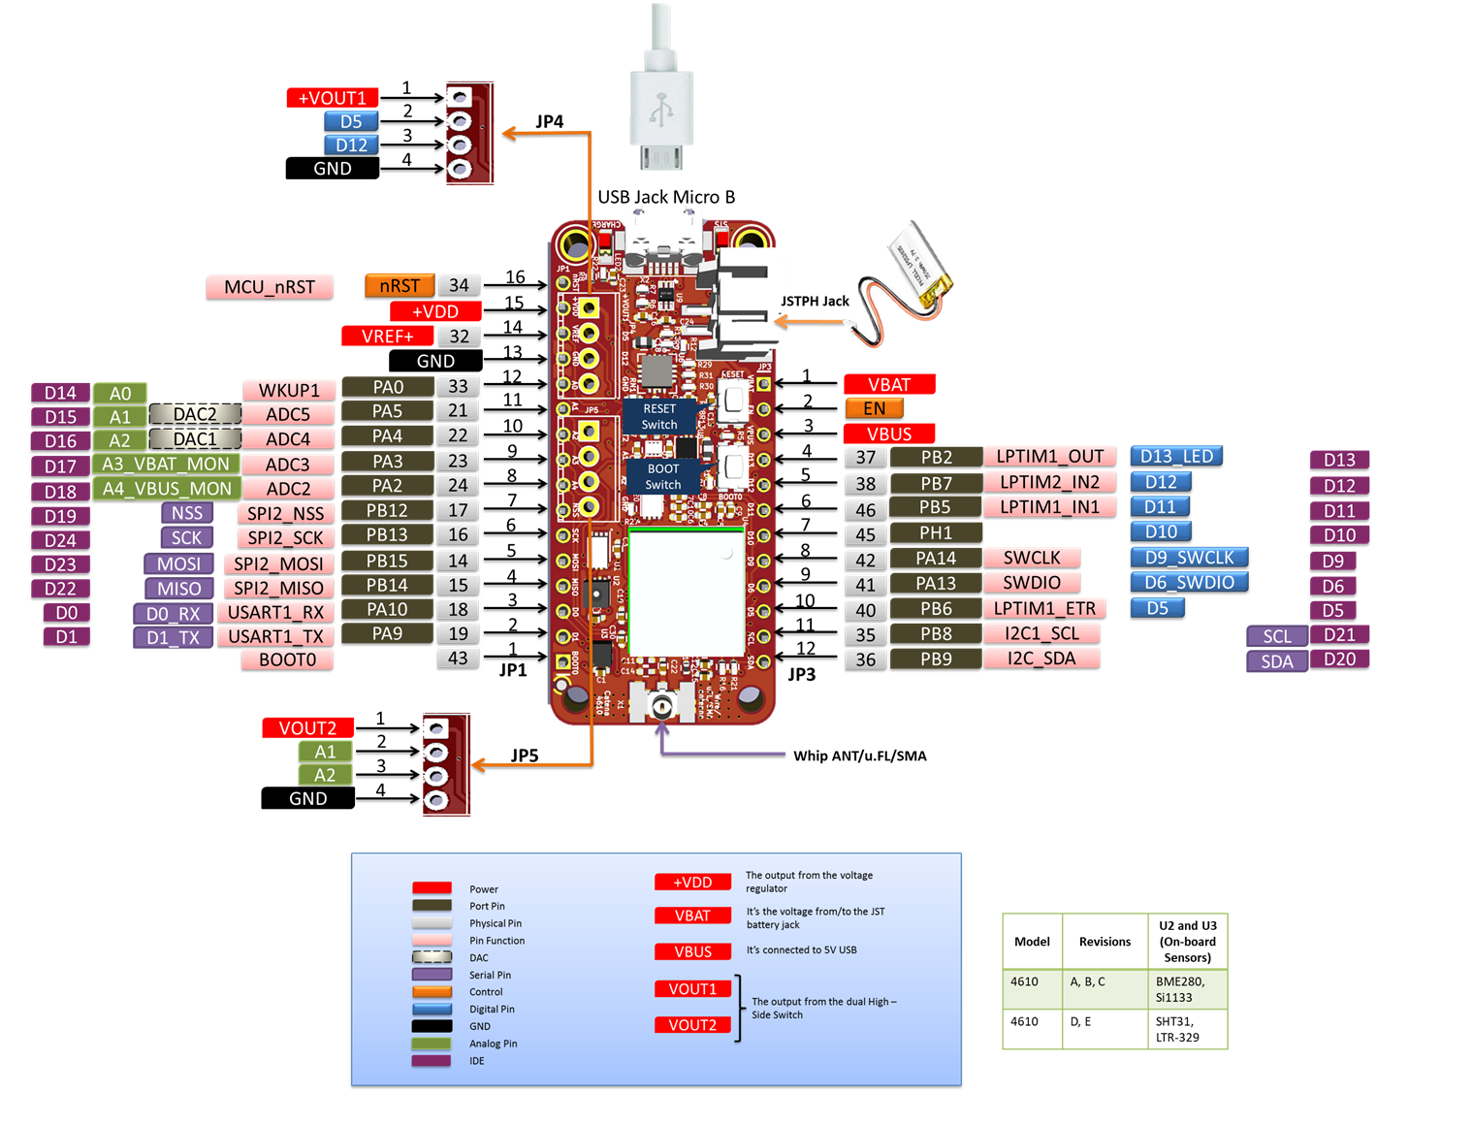 +VOUT1 1
D5 2
D12 3
GND 4
JP4
USB Jack Micro B
JSTPH Jack
MCU_nRST nRST 34 16
+VDD 15
VREF+ 32 14
GND 13
D14 A0 WKUP1 PA0 33 12
D15 A1 DAC2 ADC5 PA5 21 11
D16 A2 DAC1 ADC4 PA4 22 10
D17 A3_VBAT_MON ADC3 PA3 23 9
D18 A4_VBUS_MON ADC2 PA2 24 8
D19 NSS SPI2_NSS PB12 17 7
D24 SCK SPI2_SCK PB13 16 6
D23 MOSI SPI2_MOSI PB15 14 5
D22 MISO SPI2_MISO PB14 15 4
D0 D0_RX USART1_RX PA10 18 3
D1 D1_TX USART1_TX PA9 19 2
BOOT0 43 1
JP1
RESET
Switch
BOOT
Switch
1 VBAT
2 EN
3 VBUS
4 37 PB2 LPTIM1_OUT D13_LED D13
5 38 PB7 LPTIM2_IN2 D12 D12
6 46 PB5 LPTIM1_IN1 D11 D11
7 45 PH1 D10 D10
8 42 PA14 SWCLK D9_SWCLK D9
9 41 PA13 SWDIO D6_SWDIO D6
10 40 PB6 LPTIM1_ETR D5 D5
11 35 PB8 I2C1_SCL SCL D21
12 36 PB9 I2C_SDA SDA D20
JP3
VOUT2 1
A1 2
A2 3
GND 4
JP5
Whip ANT/u.FL/SMA
Power
Port Pin
Physical Pin
Pin Function
DAC
Serial Pin
Control
Digital Pin
GND
Analog Pin
IDE
+VDD The output from the voltage
regulator
VBAT It's the voltage from/to the JST
battery jack
VBUS It's connected to 5V USB
VOUT1
VOUT2
The output from the dual High –
Side Switch
Model Revisions U2 and U3
(On-board
Sensors)
4610 A, B, C BME280,
Si1133
4610 D, E SHT31,
LTR-329